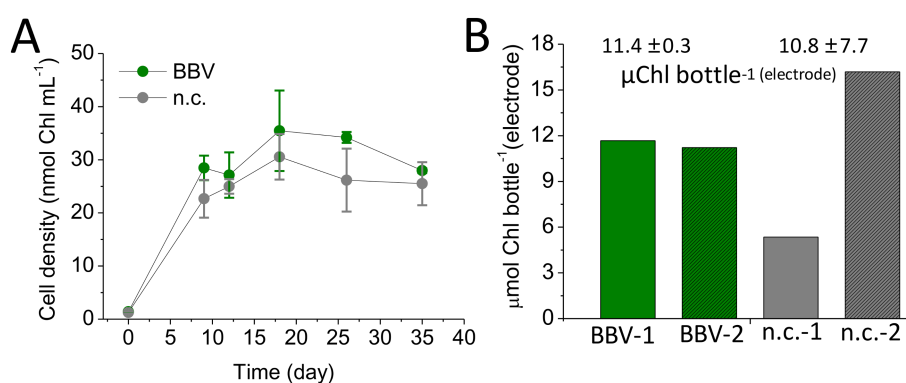 A
Cell density (nmol Chl mL⁻¹)
50
40
30
20
10
0
BBV
n.c.
0 5 10 15 20 25 30 35 40
Time (day)
B
μmol Chl bottle⁻¹ (electrode)
18
15
12
9
6
3
0
11.4 ±0.3 10.8 ±7.7
μChl bottle⁻¹ (electrode)
BBV-1 BBV-2 n.c.-1 n.c.-2